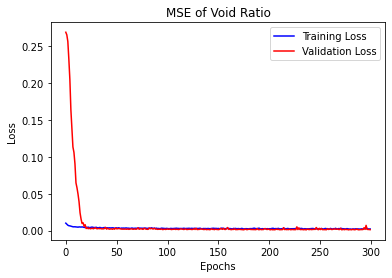 MSE of Void Ratio
Training Loss
Validation Loss
Loss
0.25
0.20
0.15
0.10
0.05
0.00
0 50 100 150 200 250 300
Epochs